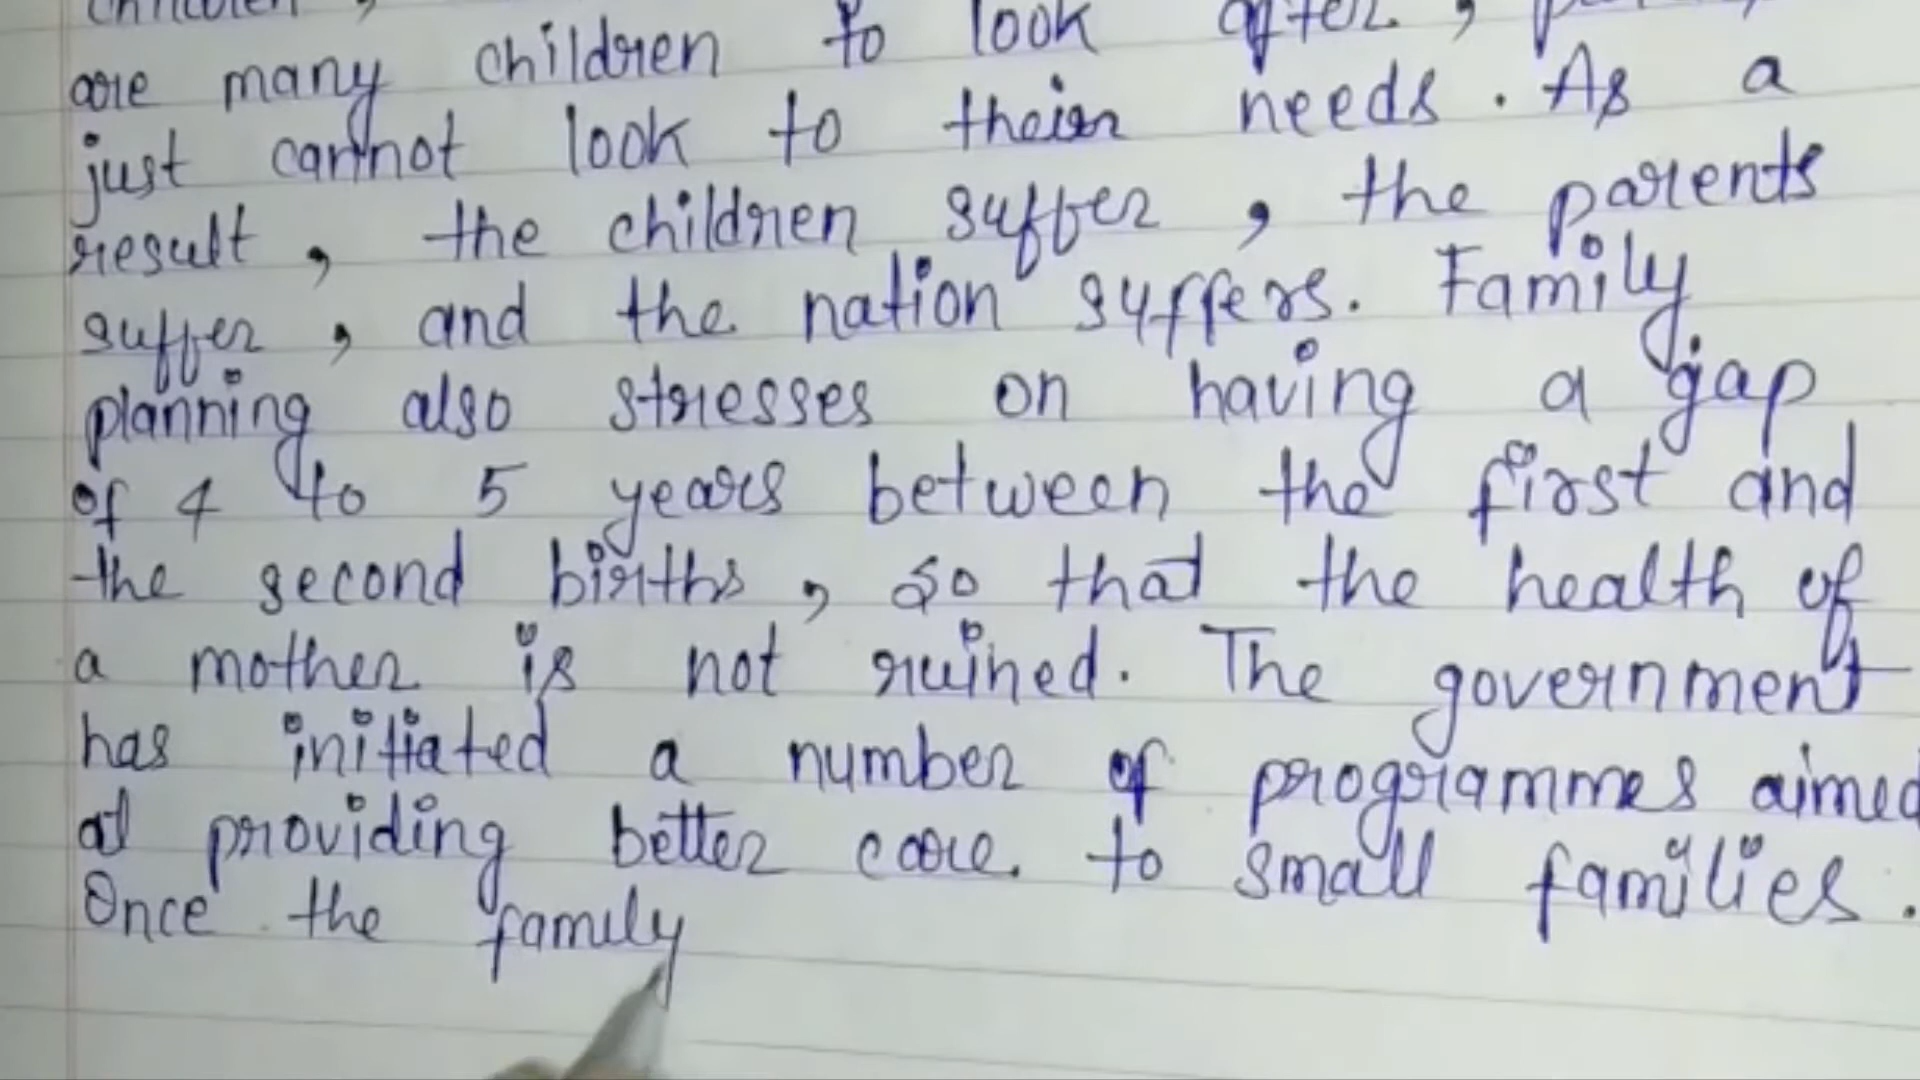 are many children to look after,
just cannot look to their needs. As a
result, the children suffer, the parents
suffer, and the nation suffers. Family
planning also stresses on having a gap
of 4 to 5 years between the first and
the second births, so that the health of
a mother is not ruined. The government
has initiated a number of programmes aimed
at providing better care to small families.
Once the family